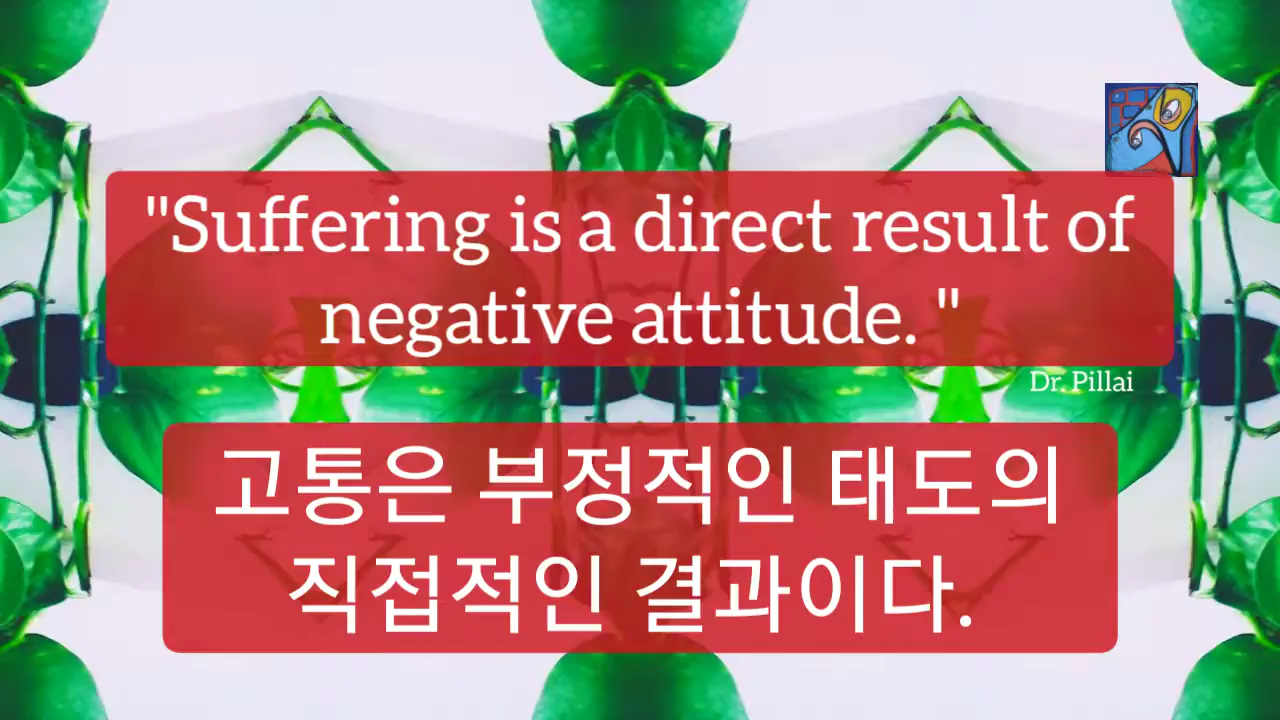 "Suffering is a direct result of
negative attitude. "
Dr. Pillai
고통은 부정적인 태도의
직접적인 결과이다.